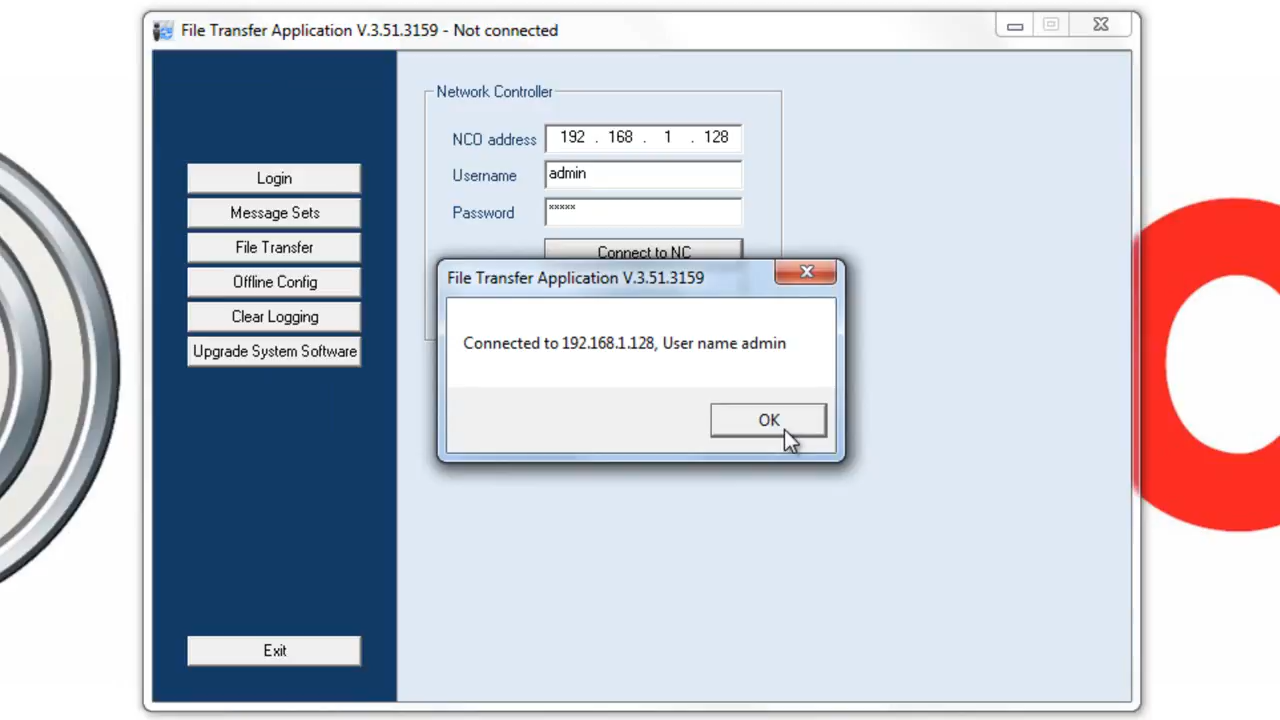 File Transfer Application V.3.51.3159 - Not connected
Network Controller
NCO address 192 . 168 . 1 . 128
Username admin
Password *****
Connect to NC
Login
Message Sets
File Transfer
Offline Config
Clear Logging
Upgrade System Software
Exit
File Transfer Application V.3.51.3159
Connected to 192.168.1.128, User name admin
OK